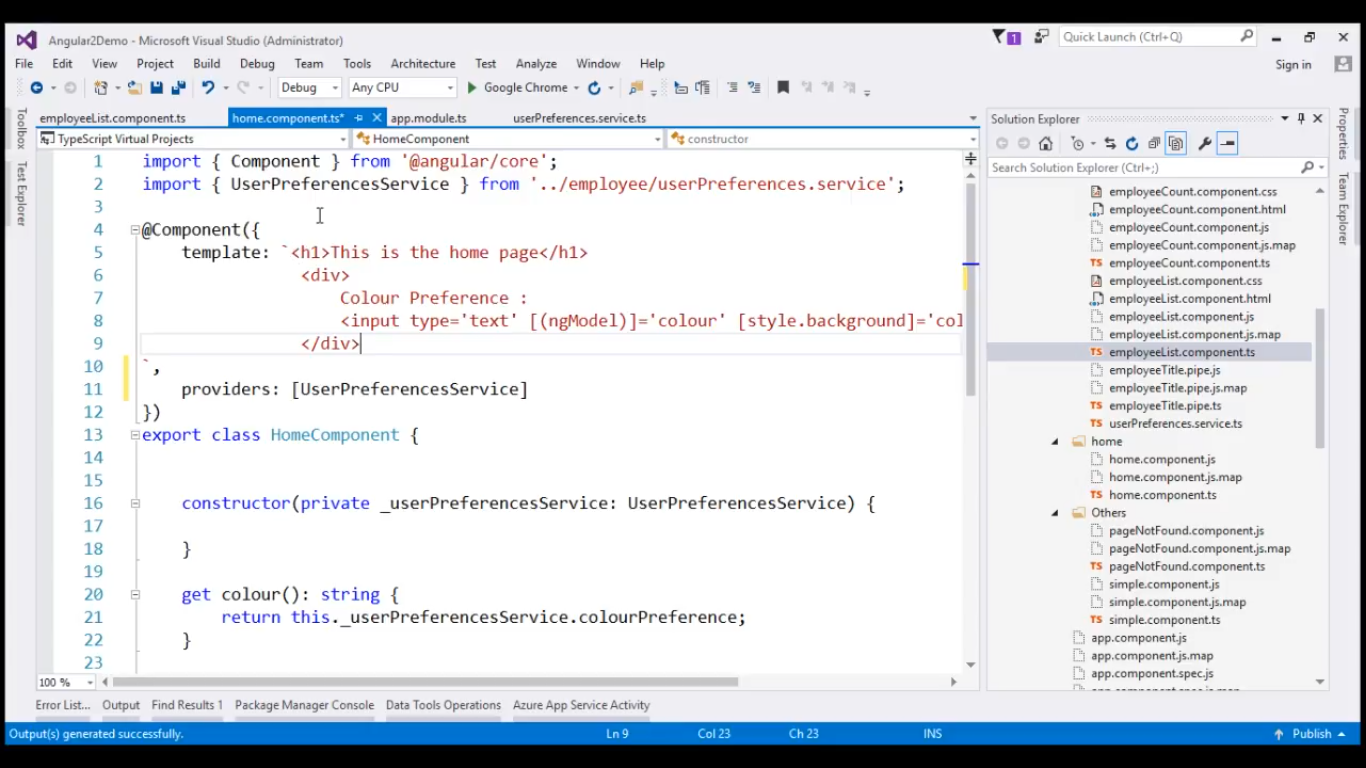 Angular2Demo - Microsoft Visual Studio (Administrator)
1
Quick Launch (Ctrl+Q)
File Edit View Project Build Debug Team Tools Architecture Test Analyze Window Help
Sign in
Debug Any CPU Google Chrome
employeeList.component.ts home.component.ts* app.module.ts userPreferences.service.ts
TypeScript Virtual Projects HomeComponent constructor
Toolbox
Test Explorer
1 import { Component } from '@angular/core';
2 import { UserPreferencesService } from '../employee/userPreferences.service';
3
4 @Component({
5 template: `<h1>This is the home page</h1>
6 <div>
7 Colour Preference :
8 <input type='text' [(ngModel)]='colour' [style.background]='col
9 </div>
10 `,
11 providers: [UserPreferencesService]
12 })
13 export class HomeComponent {
14
15
16 constructor(private _userPreferencesService: UserPreferencesService) {
17
18 }
19
20 get colour(): string {
21 return this._userPreferencesService.colourPreference;
22 }
23
100 %
Solution Explorer
Search Solution Explorer (Ctrl+;)
employeeCount.component.css
employeeCount.component.html
employeeCount.component.js
employeeCount.component.js.map
TS employeeCount.component.ts
employeeList.component.css
employeeList.component.html
employeeList.component.js
employeeList.component.js.map
TS employeeList.component.ts
employeeTitle.pipe.js
employeeTitle.pipe.js.map
TS employeeTitle.pipe.ts
TS userPreferences.service.ts
home
home.component.js
home.component.js.map
TS home.component.ts
Others
pageNotFound.component.js
pageNotFound.component.js.map
TS pageNotFound.component.ts
simple.component.js
simple.component.js.map
TS simple.component.ts
app.component.js
app.component.js.map
app.component.spec.js
Properties
Team Explorer
Error List... Output Find Results 1 Package Manager Console Data Tools Operations Azure App Service Activity
Output(s) generated successfully. Ln 9 Col 23 Ch 23 INS Publish